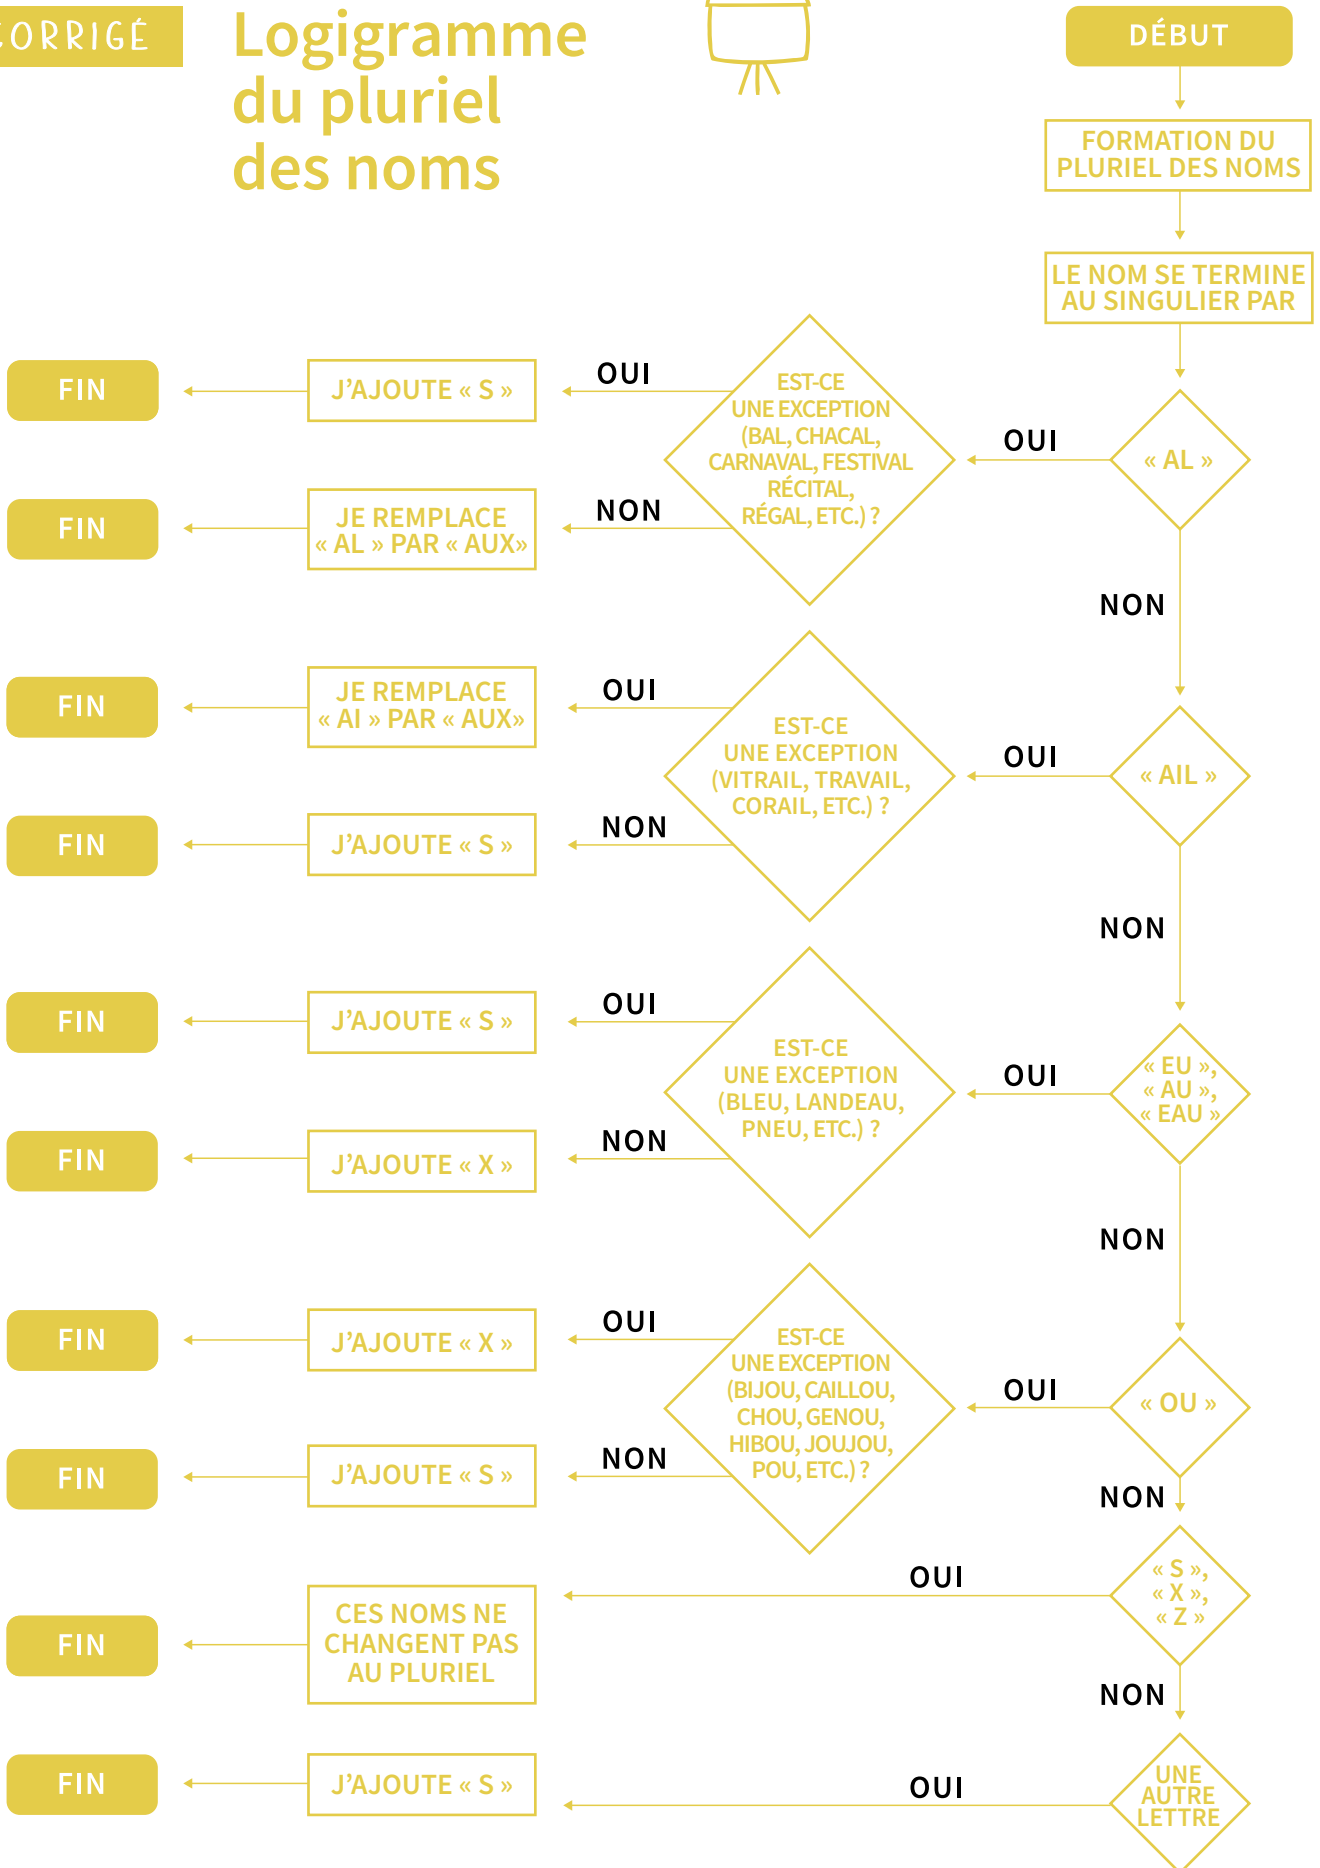 CORRIGÉ
Logigramme
du pluriel
des noms
DÉBUT
FORMATION DU
PLURIEL DES NOMS
LE NOM SE TERMINE
AU SINGULIER PAR
« AL »
OUI
EST-CE
UNE EXCEPTION
(BAL, CHACAL,
CARNAVAL, FESTIVAL
RÉCITAL,
RÉGAL, ETC.) ?
OUI
J’AJOUTE « S »
FIN
NON
JE REMPLACE
« AL » PAR « AUX»
FIN
NON
« AIL »
OUI
EST-CE
UNE EXCEPTION
(VITRAIL, TRAVAIL,
CORAIL, ETC.) ?
OUI
JE REMPLACE
« AI » PAR « AUX»
FIN
NON
J’AJOUTE « S »
FIN
NON
« EU »,
« AU »,
« EAU »
OUI
EST-CE
UNE EXCEPTION
(BLEU, LANDEAU,
PNEU, ETC.) ?
OUI
J’AJOUTE « S »
FIN
NON
J’AJOUTE « X »
FIN
NON
« OU »
OUI
EST-CE
UNE EXCEPTION
(BIJOU, CAILLOU,
CHOU, GENOU,
HIBOU, JOUJOU,
POU, ETC.) ?
OUI
J’AJOUTE « X »
FIN
NON
J’AJOUTE « S »
FIN
NON
« S »,
« X »,
« Z »
OUI
CES NOMS NE
CHANGENT PAS
AU PLURIEL
FIN
NON
UNE
AUTRE
LETTRE
OUI
J’AJOUTE « S »
FIN